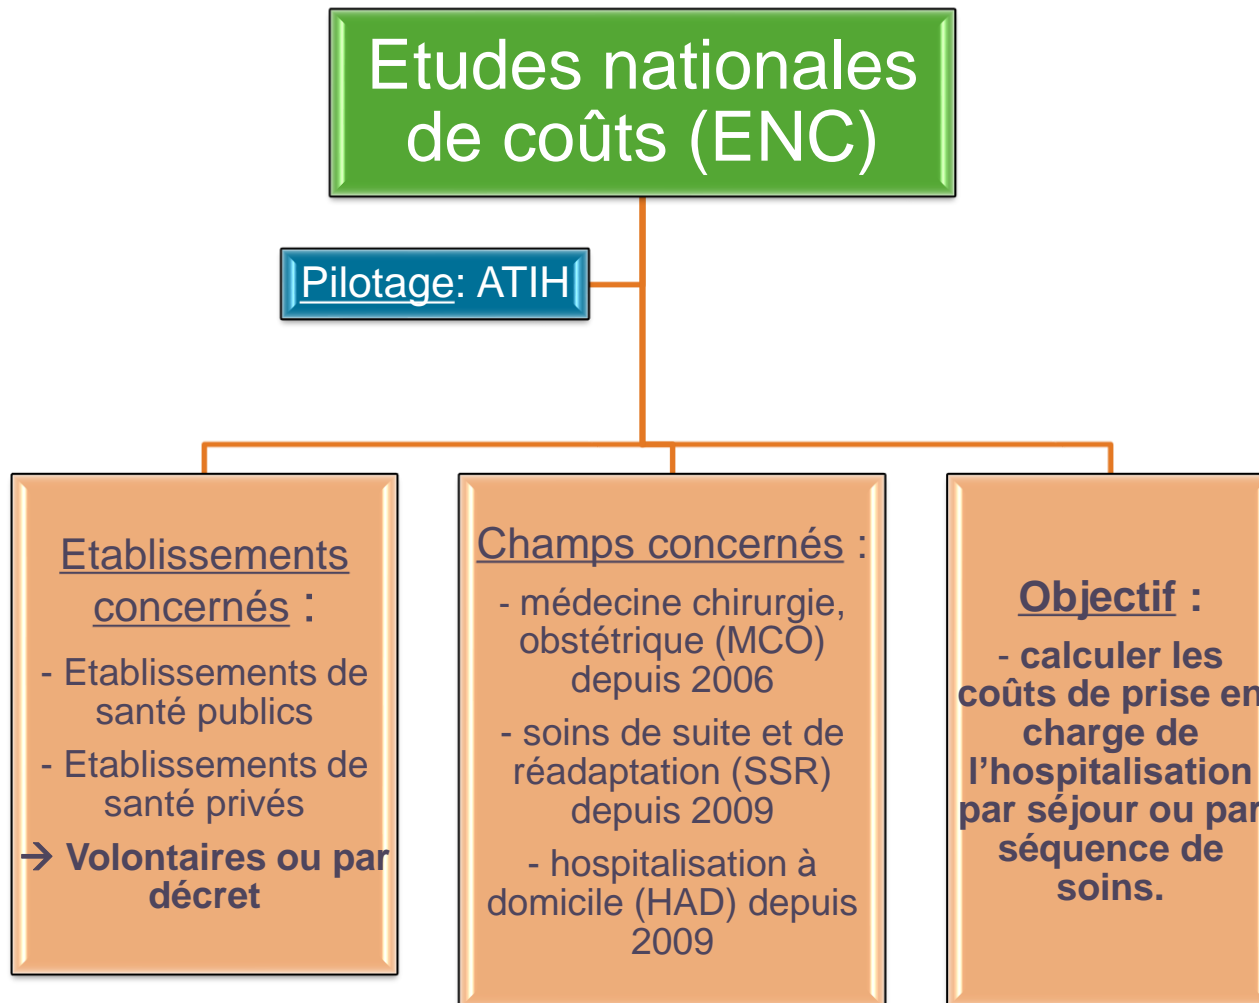 Etudes nationales
de coûts (ENC)
Pilotage: ATIH
Etablissements
concernés :
- Etablissements de
santé publics
- Etablissements de
santé privés
→ Volontaires ou par
décret
Champs concernés :
- médecine chirurgie,
obstétrique (MCO)
depuis 2006
- soins de suite et de
réadaptation (SSR)
depuis 2009
- hospitalisation à
domicile (HAD) depuis
2009
Objectif :
- calculer les
coûts de prise en
charge de
l’hospitalisation
par séjour ou par
séquence de
soins.